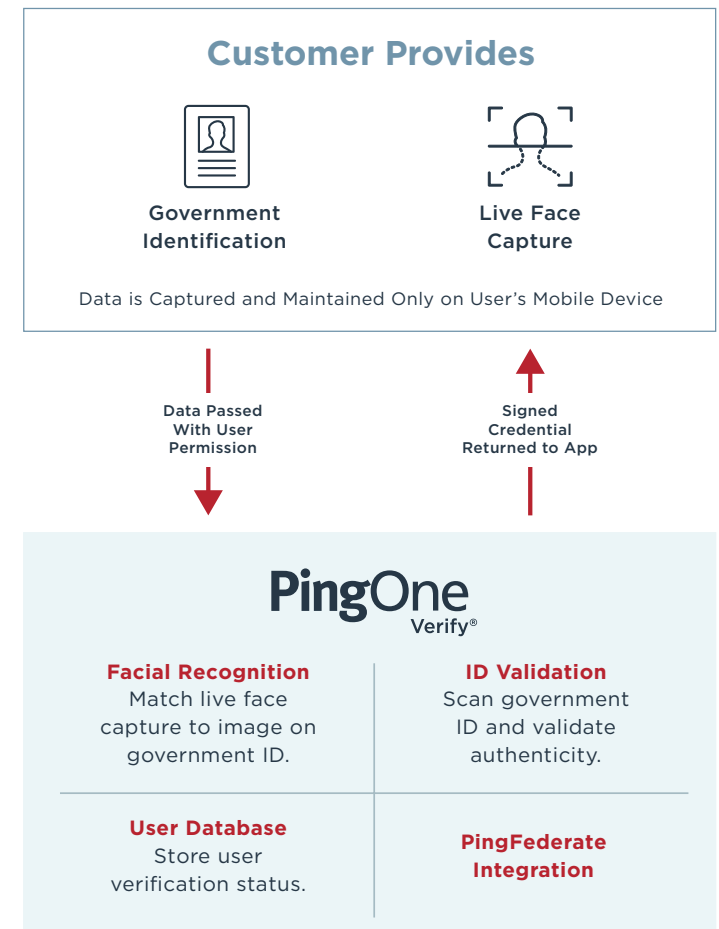 Customer Provides
Government
Identification
Live Face
Capture
Data is Captured and Maintained Only on User’s Mobile Device
Data Passed
With User
Permission
Signed
Credential
Returned to App
PingOne
Verify®
Facial Recognition
Match live face
capture to image on
government ID.
ID Validation
Scan government
ID and validate
authenticity.
User Database
Store user
verification status.
PingFederate
Integration